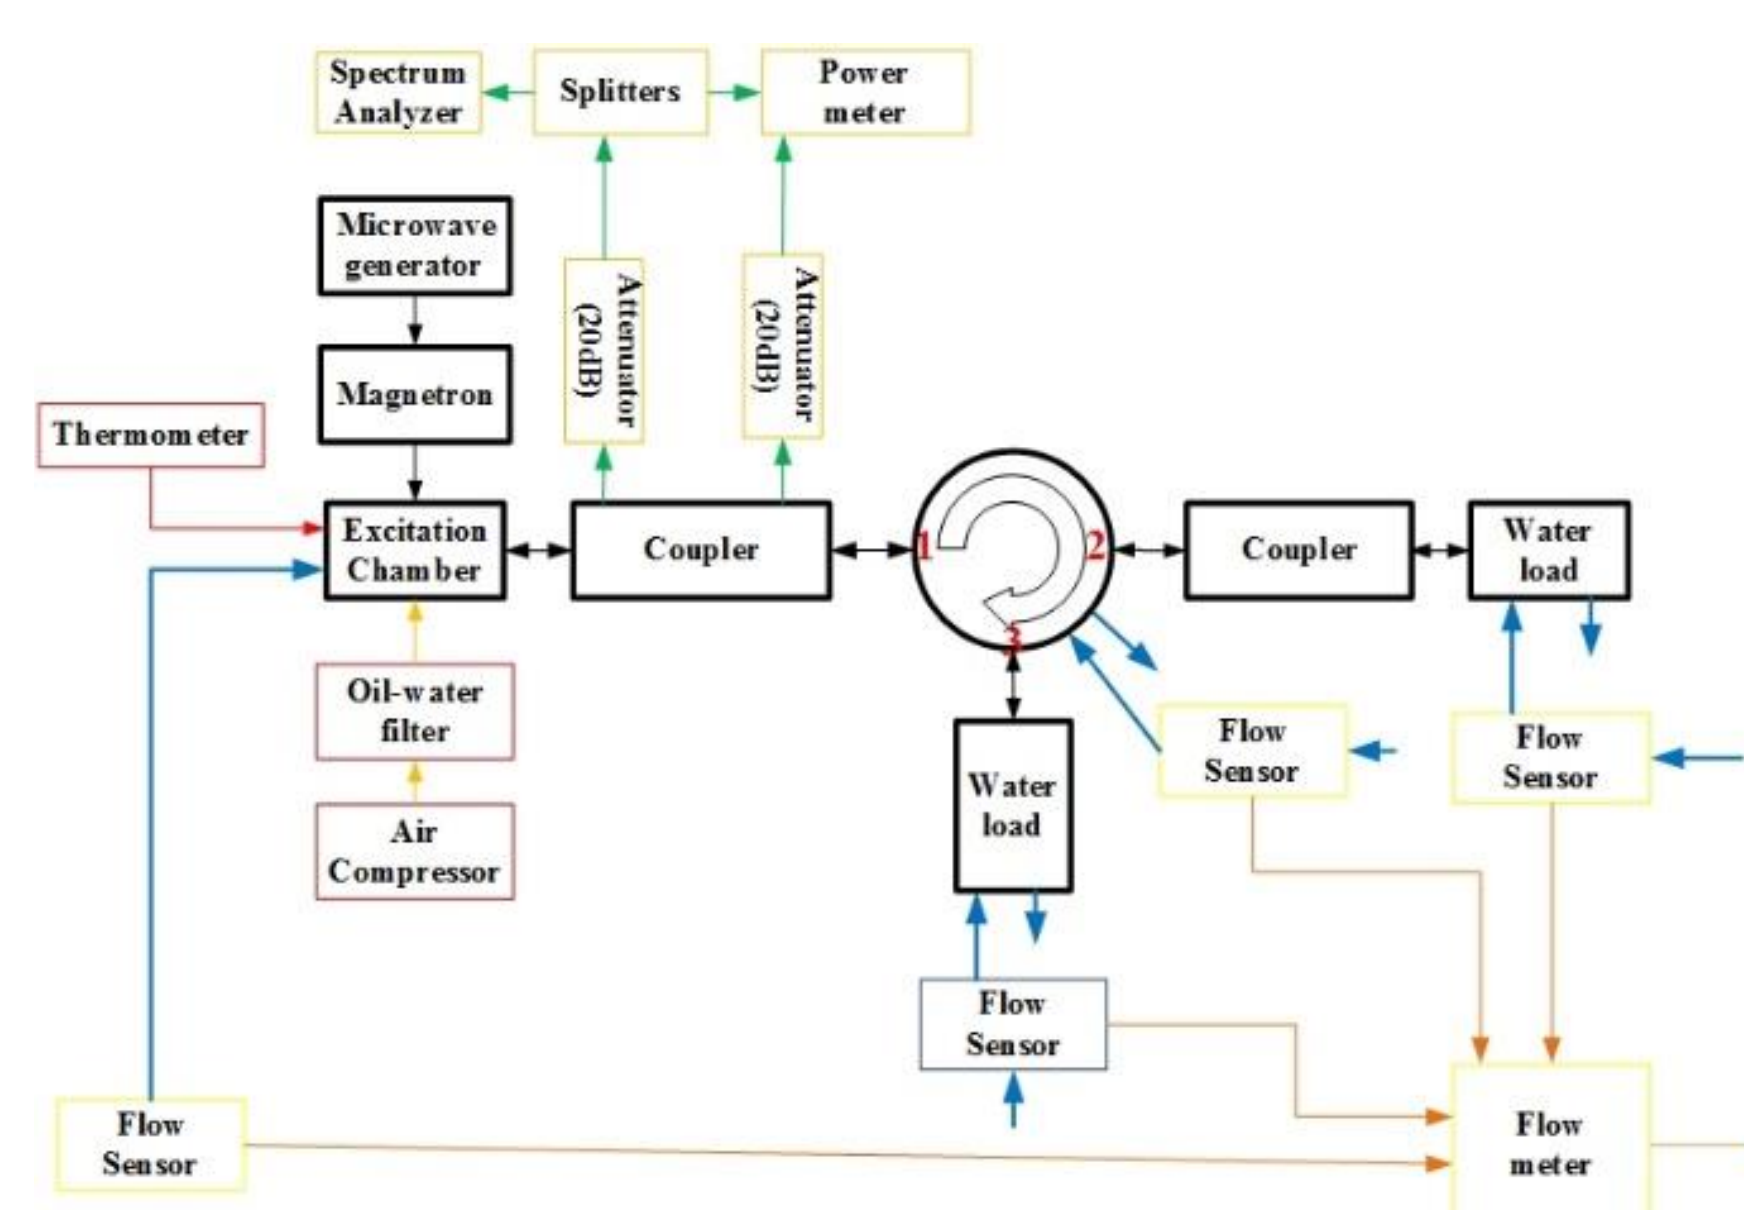 Spectrum
Analyzer
Splitters
Power
meter
Microwave
generator
Attenuator
(20dB)
Attenuator
(20dB)
Magnetron
Thermometer
Excitation
Chamber
Coupler
1
2
3
Coupler
Water
load
Oil-water
filter
Flow
Sensor
Flow
Sensor
Water
load
Air
Compressor
Flow
Sensor
Flow
Sensor
Flow
meter